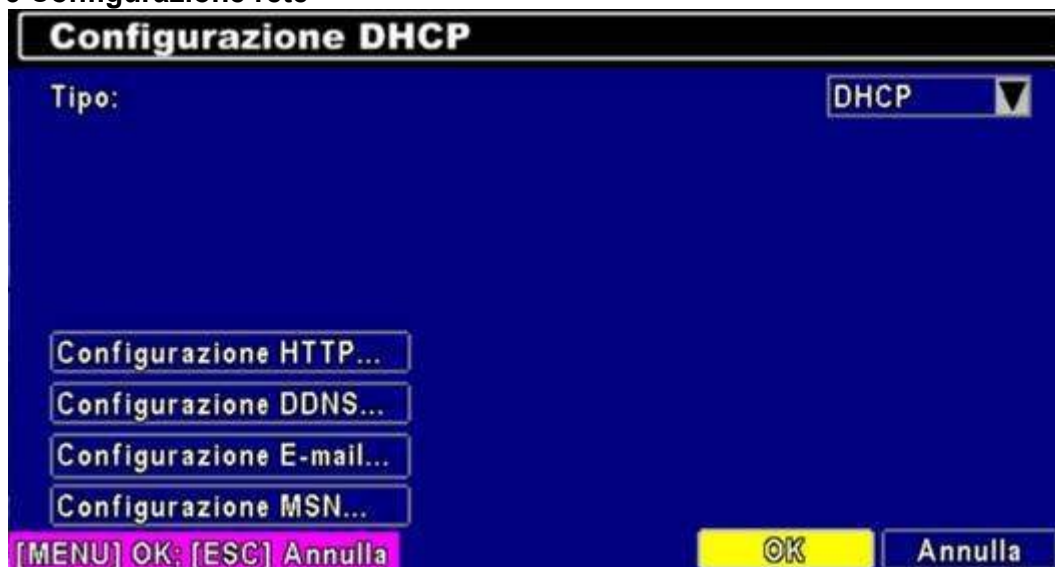 Configurazione DHCP
Tipo: DHCP
Configurazione HTTP...
Configurazione DDNS...
Configurazione E-mail...
Configurazione MSN...
[MENU] OK; [ESC] Annulla OK Annulla